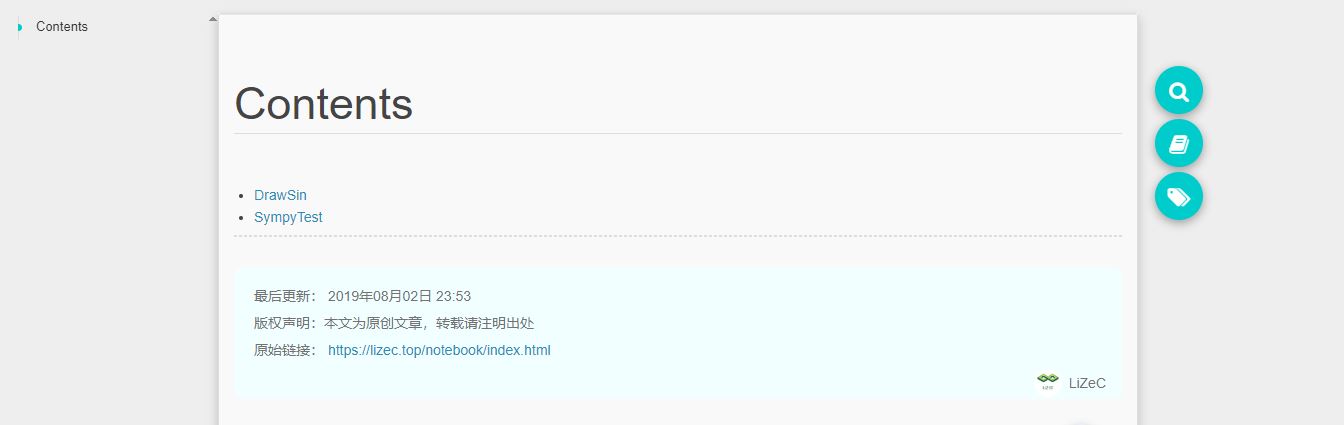 Contents
Contents
DrawSin
SympyTest
最后更新： 2019年08月02日 23:53
版权声明：本文为原创文章，转载请注明出处
原始链接： https://lizec.top/notebook/index.html
LiZeC